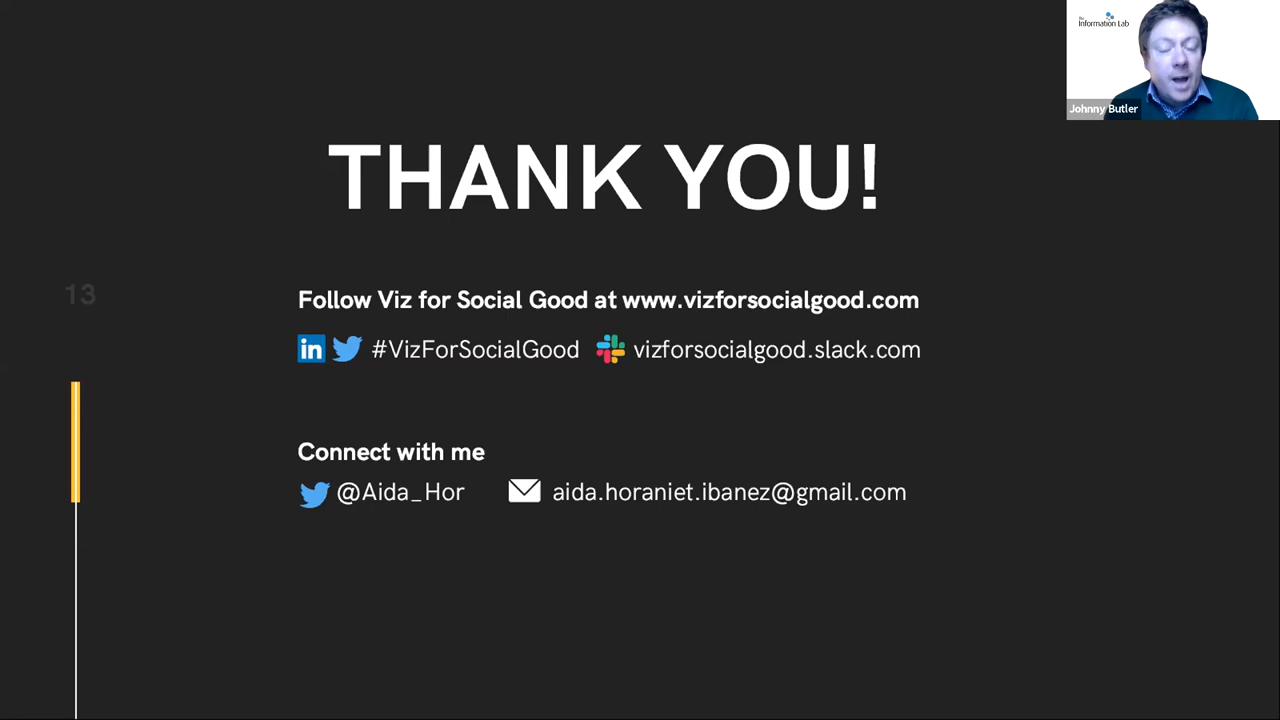 The
Information Lab
Johnny Butler
THANK YOU!
13
Follow Viz for Social Good at www.vizforsocialgood.com
in #VizForSocialGood vizforsocialgood.slack.com
Connect with me
@Aida_Hor aida.horaniet.ibanez@gmail.com